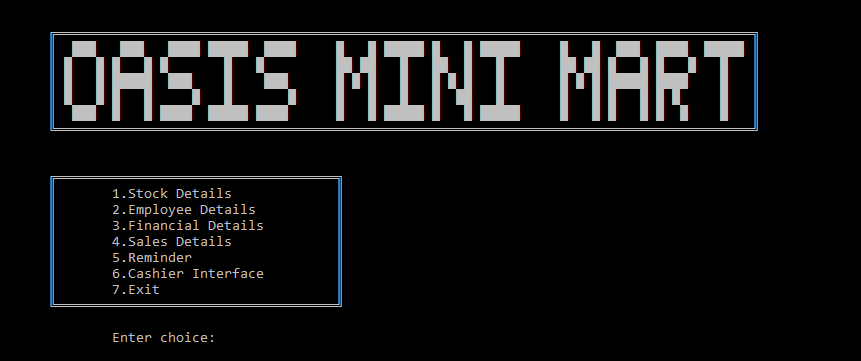 OASIS MINI MART
1.Stock Details
2.Employee Details
3.Financial Details
4.Sales Details
5.Reminder
6.Cashier Interface
7.Exit
Enter choice: